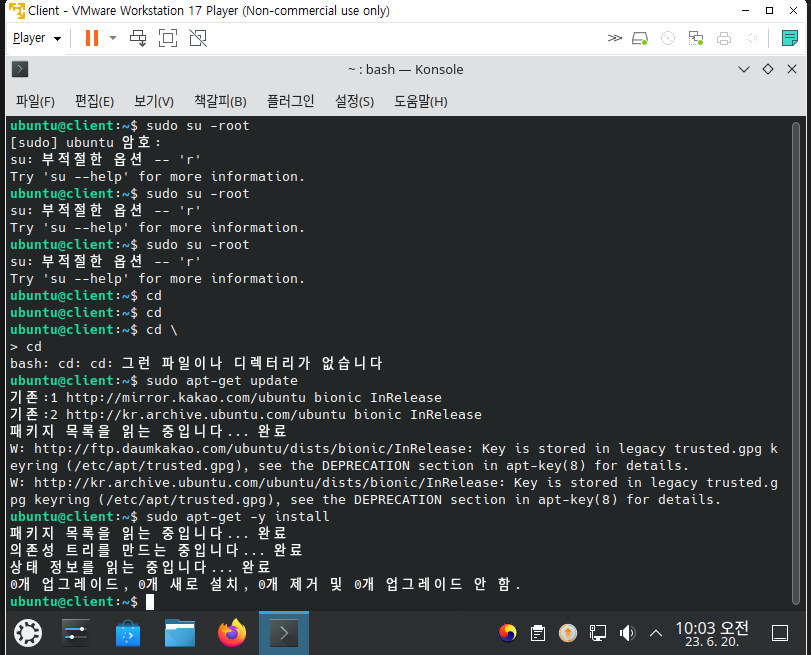 Client - VMware Workstation 17 Player (Non-commercial use only)
Player
~ : bash — Konsole
파일(F) 편집(E) 보기(V) 책갈피(B) 플러그인 설정(S) 도움말(H)
ubuntu@client:~$ sudo su -root
[sudo] ubuntu 암호:
su: 부적절한 옵션 -- 'r'
Try 'su --help' for more information.
ubuntu@client:~$ sudo su -root
su: 부적절한 옵션 -- 'r'
Try 'su --help' for more information.
ubuntu@client:~$ sudo su -root
su: 부적절한 옵션 -- 'r'
Try 'su --help' for more information.
ubuntu@client:~$ cd
ubuntu@client:~$ cd
ubuntu@client:~$ cd \
> cd
bash: cd: cd: 그런 파일이나 디렉터리가 없습니다
ubuntu@client:~$ sudo apt-get update
기존:1 http://mirror.kakao.com/ubuntu bionic InRelease
기존:2 http://kr.archive.ubuntu.com/ubuntu bionic InRelease
패키지 목록을 읽는 중입니다... 완료
W: http://ftp.daumkakao.com/ubuntu/dists/bionic/InRelease: Key is stored in legacy trusted.gpg k
eyring (/etc/apt/trusted.gpg), see the DEPRECATION section in apt-key(8) for details.
W: http://kr.archive.ubuntu.com/ubuntu/dists/bionic/InRelease: Key is stored in legacy trusted.g
pg keyring (/etc/apt/trusted.gpg), see the DEPRECATION section in apt-key(8) for details.
ubuntu@client:~$ sudo apt-get -y install
패키지 목록을 읽는 중입니다... 완료
의존성 트리를 만드는 중입니다... 완료
상태 정보를 읽는 중입니다... 완료
0개 업그레이드, 0개 새로 설치, 0개 제거 및 0개 업그레이드 안 함.
ubuntu@client:~$
10:03 오전
23. 6. 20.